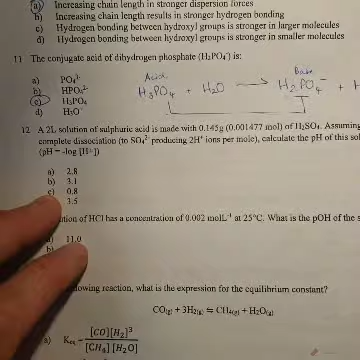 a) Increasing chain length in stronger dispersion forces
b) Increasing chain length results in stronger hydrogen bonding
c) Hydrogen bonding between hydroxyl groups is stronger in larger molecules
d) Hydrogen bonding between hydroxyl groups is stronger in smaller molecules
11 The conjugate acid of dihydrogen phosphate (H₂PO₄⁻) is:
a) PO₄³⁻
b) HPO₄²⁻
c) H₃PO₄
d) H₃O⁺
Acid Base
H₃PO₄ + H₂O → H₂PO₄⁻ + H
12 A 2L solution of sulphuric acid is made with 0.145g (0.001477 mol) of H₂SO₄. Assuming
complete dissociation (to SO₄²⁻ producing 2H⁺ ions per mol), calculate the pH of this sol
(pH = -log [H+])
a) 2.8
b) 3.1
c) 0.8
3.5
tion of HCl has a concentration of 0.002 molL⁻¹ at 25°C. What is the pOH of the s
a) 11.0
b)
lowing reaction, what is the expression for the equilibrium constant?
CO(g) + 3H₂(g) ⇋ CH₄(g) + H₂O(g)
a) Keq = [CO][H₂]³ / [CH₄][H₂O]